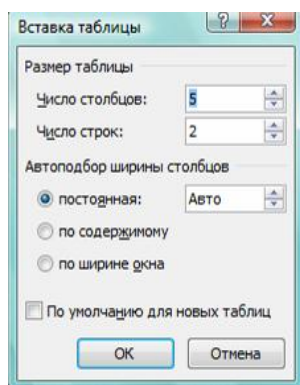 Вставка таблицы
Размер таблицы
Число столбцов: 5
Число строк: 2
Автоподбор ширины столбцов
постоянная: Авто
по содержимому
по ширине окна
По умолчанию для новых таблиц
ОК Отмена